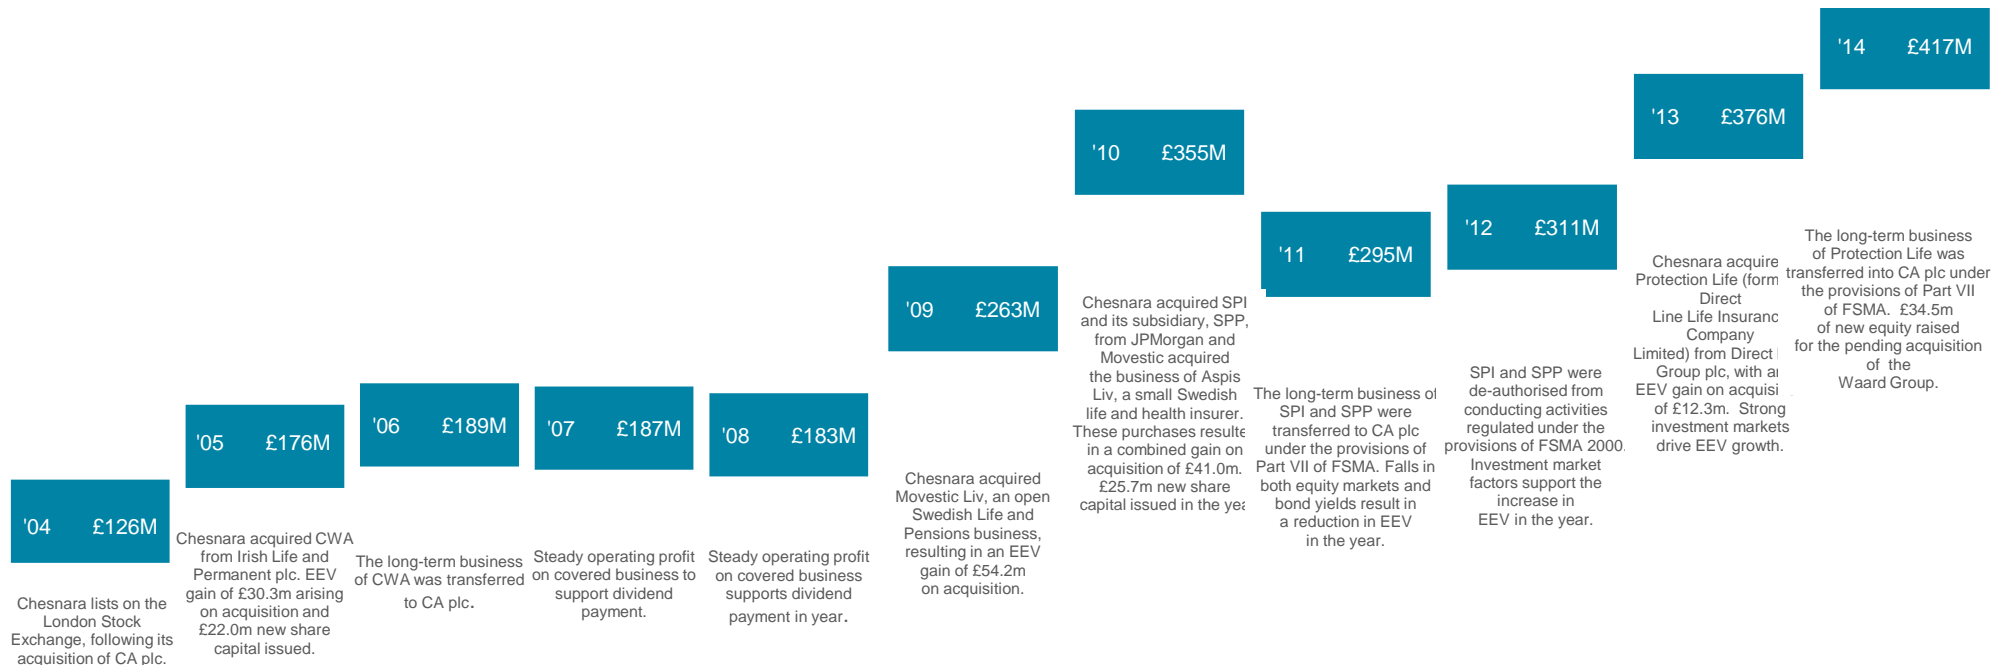 '04 £126M
Chesnara lists on the
London Stock
Exchange, following its
acquisition of CA plc.
'05 £176M
Chesnara acquired CWA
from Irish Life and
Permanent plc. EEV
gain of £30.3m arising
on acquisition and
£22.0m new share
capital issued.
'06 £189M
The long-term business
of CWA was transferred
to CA plc.
'07 £187M
Steady operating profit
on covered business to
support dividend
payment.
'08 £183M
Steady operating profit
on covered business
supports dividend
payment in year.
'09 £263M
Chesnara acquired
Movestic Liv, an open
Swedish Life and
Pensions business,
resulting in an EEV
gain of £54.2m
on acquisition.
'10 £355M
Chesnara acquired SPI
and its subsidiary, SPP,
from JPMorgan and
Movestic acquired
the business of Aspis
Liv, a small Swedish
life and health insurer.
These purchases resulte
in a combined gain on
acquisition of £41.0m.
£25.7m new share
capital issued in the yea
'11 £295M
The long-term business of
SPI and SPP were
transferred to CA plc
under the provisions of
Part VII of FSMA. Falls in
both equity markets and
bond yields result in
a reduction in EEV
in the year.
'12 £311M
SPI and SPP were
de-authorised from
conducting activities
regulated under the
provisions of FSMA 2000.
Investment market
factors support the
increase in
EEV in the year.
'13 £376M
Chesnara acquire
Protection Life (form
Direct
Line Life Insuranc
Company
Limited) from Direct
Group plc, with a
EEV gain on acquisi
of £12.3m. Strong
investment markets
drive EEV growth.
'14 £417M
The long-term business
of Protection Life was
transferred into CA plc under
the provisions of Part VII
of FSMA. £34.5m
of new equity raised
for the pending acquisition
of the
Waard Group.